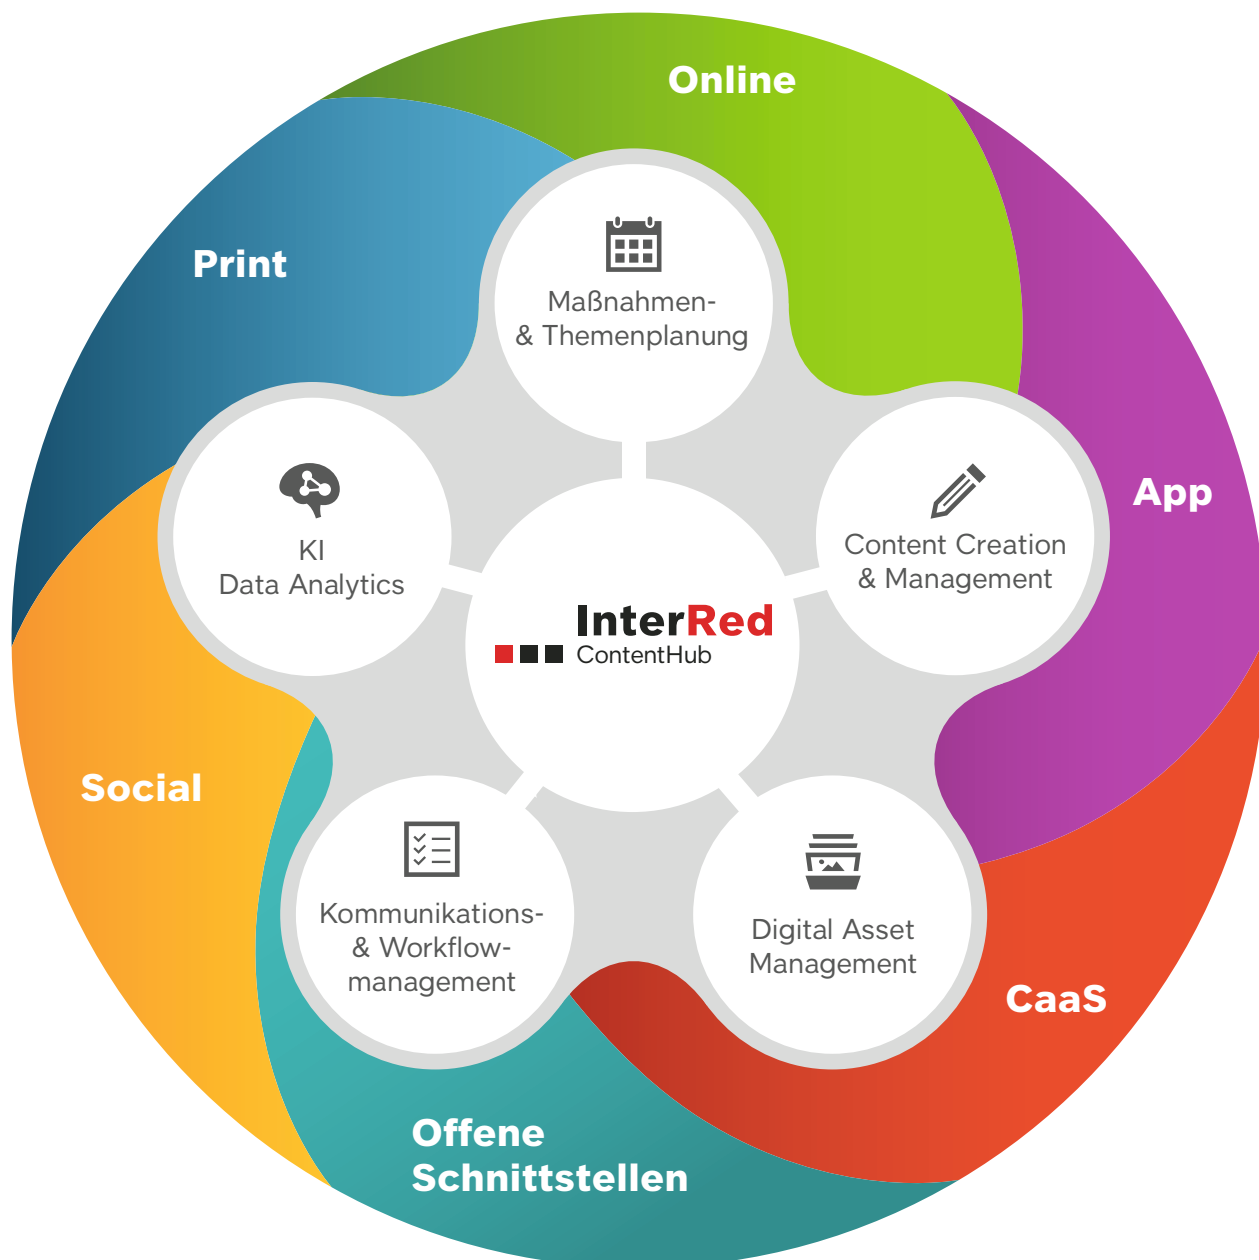 Online
Print
Maßnahmen-
& Themenplanung
App
KI
Data Analytics
Content Creation
& Management
InterRed
ContentHub
Social
Kommunikations-
& Workflow-
management
Digital Asset
Management
CaaS
Offene
Schnittstellen